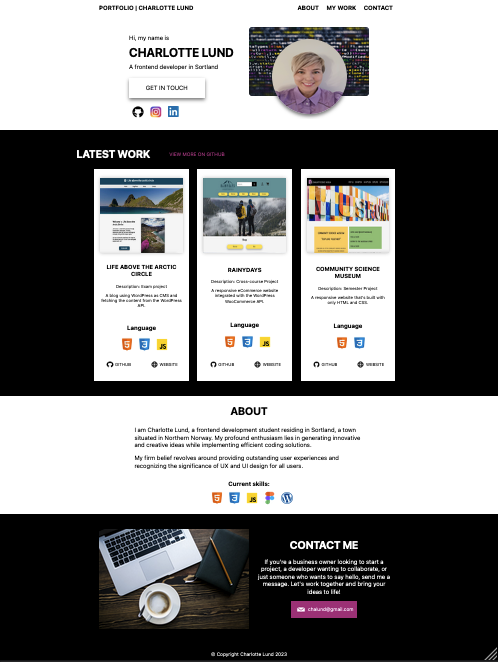 PORTFOLIO | CHARLOTTE LUND
ABOUT MY WORK CONTACT
Hi, my name is
CHARLOTTE LUND
A frontend developer in Sortland
GET IN TOUCH
LATEST WORK
VIEW MORE ON GITHUB
LIFE ABOVE THE ARCTIC
CIRCLE
Description: Exam project
A blog using WordPress as CMS and
fetching the content from the WordPress
API.
Language
JS
GITHUB WEBSITE
RAINYDAYS
Description: Cross-course Project
A responsive eCommerce website
integrated with the WordPress
WooCommerce API.
Language
JS
GITHUB WEBSITE
COMMUNITY SCIENCE
MUSEUM
Description: Semester Project
A responsive website that's built with
only HTML and CSS.
Language
GITHUB WEBSITE
ABOUT
I am Charlotte Lund, a frontend development student residing in Sortland, a town
situated in Northern Norway. My profound enthusiasm lies in generating innovative
and creative ideas while implementing efficient coding solutions.
My firm belief revolves around providing outstanding user experiences and
recognizing the significance of UX and UI design for all users.
Current skills:
JS
CONTACT ME
If you're a business owner looking to start a
project, a developer wanting to collaborate, or
just someone who wants to say hello, send me a
message. Let's work together and bring your
ideas to life!
chalund@gmail.com
© Copyright Charlotte Lund 2023